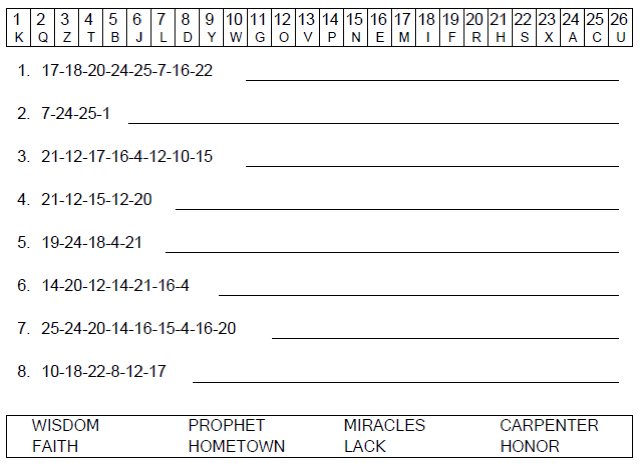 1 2 3 4 5 6 7 8 9 10 11 12 13 14 15 16 17 18 19 20 21 22 23 24 25 26
K Q Z T B J L D Y W G O V P N E M I F R H S X A C U
1. 17-18-20-24-25-7-16-22
2. 7-24-25-1
3. 21-12-17-16-4-12-10-15
4. 21-12-15-12-20
5. 19-24-18-4-21
6. 14-20-12-14-21-16-4
7. 25-24-20-14-16-15-4-16-20
8. 10-18-22-8-12-17
WISDOM PROPHET MIRACLES CARPENTER
FAITH HOMETOWN LACK HONOR